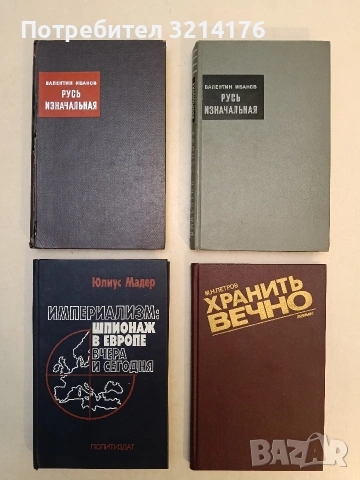 Потребител 3214176
ВАЛЕНТИН ИВАНОВ
РУСЬ
ИЗНАЧАЛЬНАЯ
ВАЛЕНТИН ИВАНОВ
РУСЬ
ИЗНАЧАЛЬНАЯ
Юлиус Мадер
ИМПЕРИАЛИЗМ:
ШПИОНАЖ
В ЕВРОПЕ
ВЧЕРА
И СЕГОДНЯ
ПОЛИТИЗДАТ
М.Н.ПЕТРОВ
ХРАНИТЬ
ВЕЧНО
BAZAR